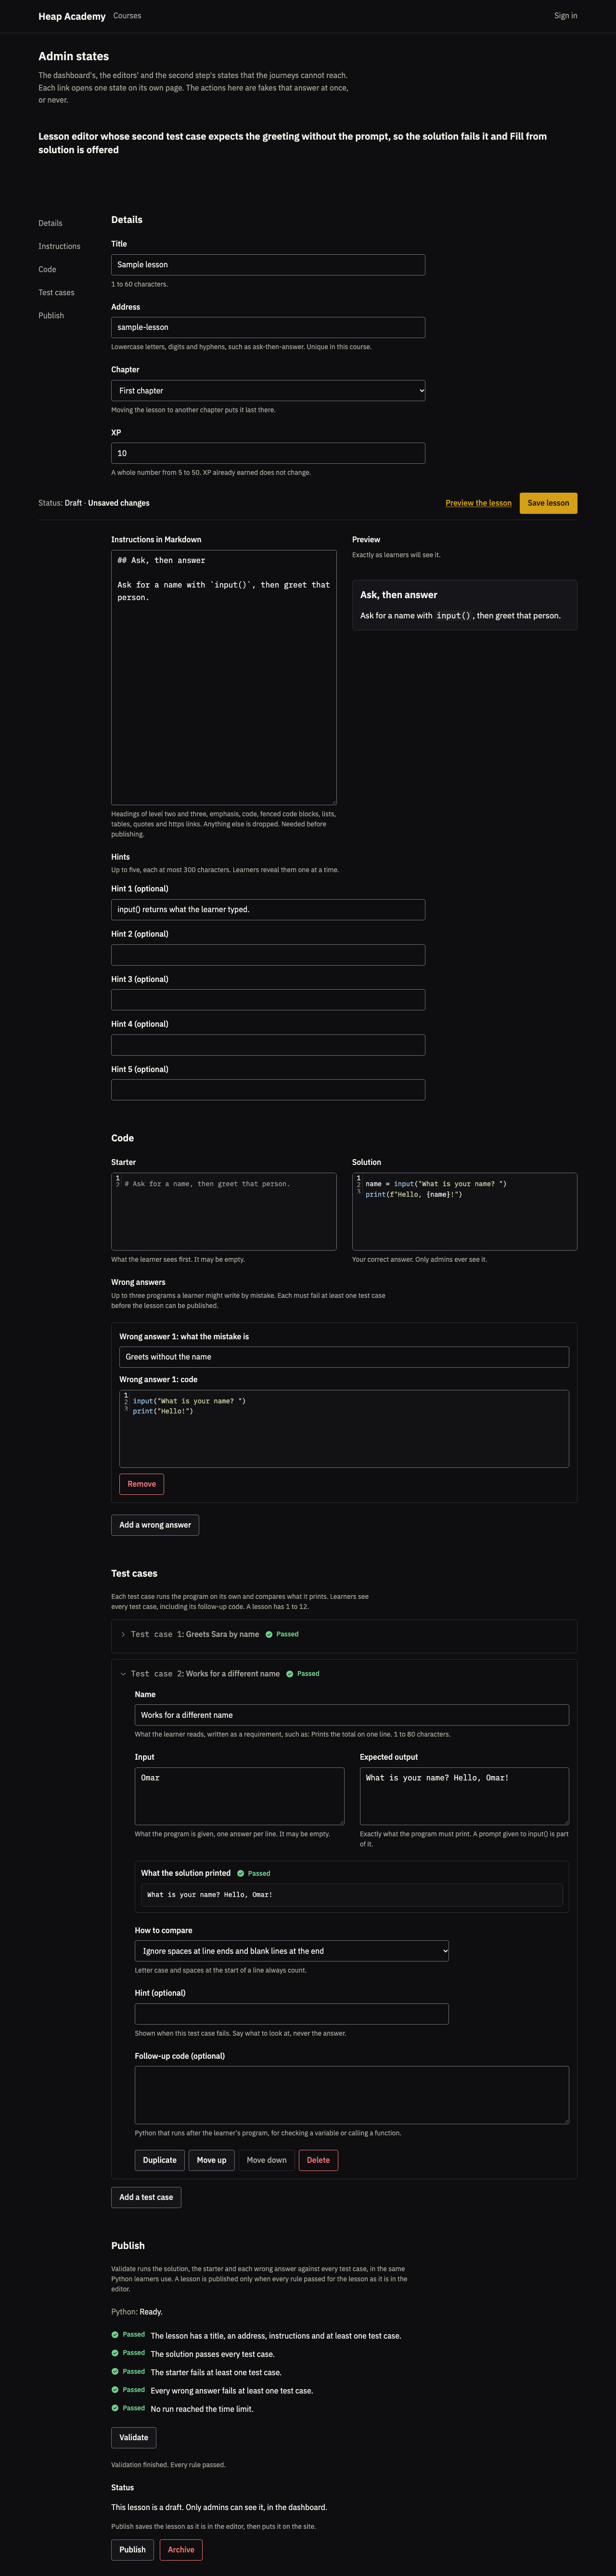 Heap Academy
Courses
Sign in
Admin states
The dashboard's, the editors' and the second step's states that the journeys cannot reach.
Each link opens one state on its own page. The actions here are fakes that answer at once,
or never.
Lesson editor whose second test case expects the greeting without the prompt, so the solution fails it and Fill from
solution is offered
Details
Instructions
Code
Test cases
Publish
Details
Title
Sample lesson
1 to 60 characters.
Address
sample-lesson
Lowercase letters, digits and hyphens, such as ask-then-answer. Unique in this course.
Chapter
First chapter
Moving the lesson to another chapter puts it last there.
XP
10
A whole number from 5 to 50. XP already earned does not change.
Status: Draft · Unsaved changes
Preview the lesson
Save lesson
Instructions in Markdown
## Ask, then answer
Ask for a name with `input()`, then greet that
person.
Headings of level two and three, emphasis, code, fenced code blocks, lists,
tables, quotes and https links. Anything else is dropped. Needed before
publishing.
Preview
Exactly as learners will see it.
Ask, then answer
Ask for a name with input(), then greet that person.
Hints
Up to five, each at most 300 characters. Learners reveal them one at a time.
Hint 1 (optional)
input() returns what the learner typed.
Hint 2 (optional)
Hint 3 (optional)
Hint 4 (optional)
Hint 5 (optional)
Code
Starter
1
2
# Ask for a name, then greet that person.
What the learner sees first. It may be empty.
Solution
1
2
3
name = input("What is your name? ")
print(f"Hello, {name}!")
Your correct answer. Only admins ever see it.
Wrong answers
Up to three programs a learner might write by mistake. Each must fail at least one test case
before the lesson can be published.
Wrong answer 1: what the mistake is
Greets without the name
Wrong answer 1: code
1
2
3
input("What is your name? ")
print("Hello!")
Remove
Add a wrong answer
Test cases
Each test case runs the program on its own and compares what it prints. Learners see
every test case, including its follow-up code. A lesson has 1 to 12.
Test case 1: Greets Sara by name Passed
Test case 2: Works for a different name Passed
Name
Works for a different name
What the learner reads, written as a requirement, such as: Prints the total on one line. 1 to 80 characters.
Input
Omar
What the program is given, one answer per line. It may be empty.
Expected output
What is your name? Hello, Omar!
Exactly what the program must print. A prompt given to input() is part
of it.
What the solution printed Passed
What is your name? Hello, Omar!
How to compare
Ignore spaces at line ends and blank lines at the end
Letter case and spaces at the start of a line always count.
Hint (optional)
Shown when this test case fails. Say what to look at, never the answer.
Follow-up code (optional)
Python that runs after the learner's program, for checking a variable or calling a function.
Duplicate
Move up
Move down
Delete
Add a test case
Publish
Validate runs the solution, the starter and each wrong answer against every test case, in the same
Python learners use. A lesson is published only when every rule passed for the lesson as it is in the
editor.
Python: Ready.
Passed The lesson has a title, an address, instructions and at least one test case.
Passed The solution passes every test case.
Passed The starter fails at least one test case.
Passed Every wrong answer fails at least one test case.
Passed No run reached the time limit.
Validate
Validation finished. Every rule passed.
Status
This lesson is a draft. Only admins can see it, in the dashboard.
Publish saves the lesson as it is in the editor, then puts it on the site.
Publish
Archive